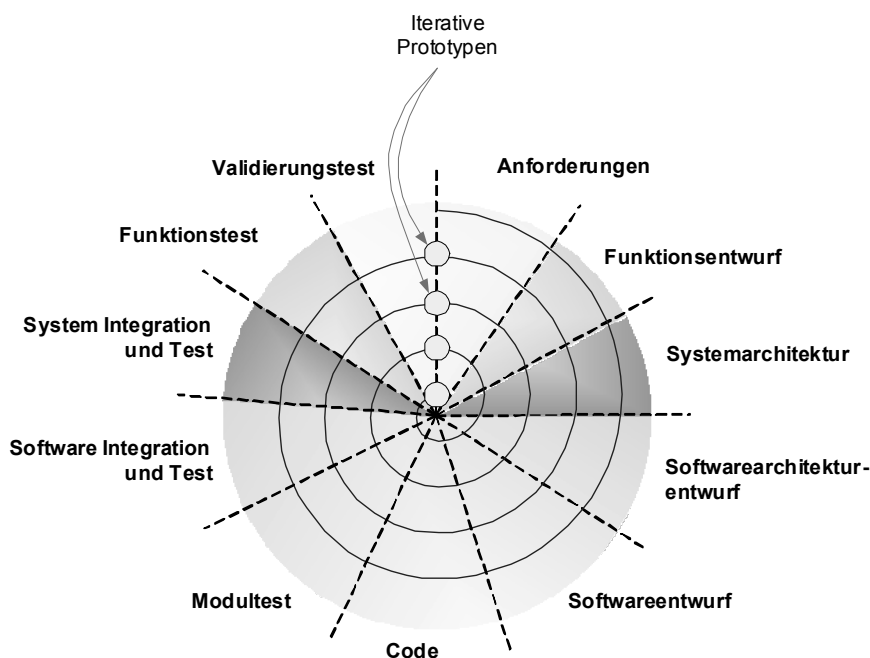 Iterative
Prototypen
Validierungstest
Anforderungen
Funktionstest
Funktionsentwurf
System Integration
und Test
Systemarchitektur
Software Integration
und Test
Softwarearchitektur-
entwurf
Modultest
Softwareentwurf
Code